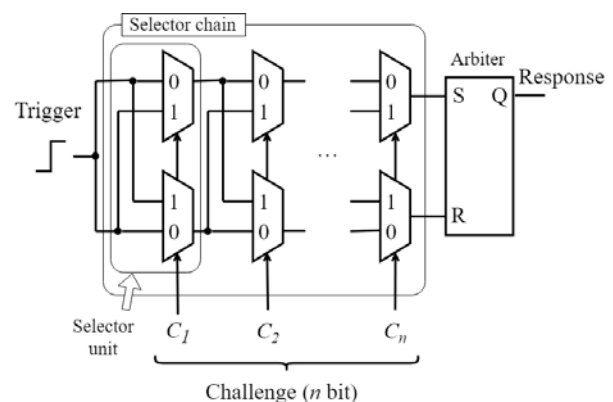 Selector chain
Arbiter
Response
Trigger
0 0 0
1 1 1
S Q
...
1 1 1
0 0 0
R
Selector
unit
C1 C2 Cn
Challenge (n bit)